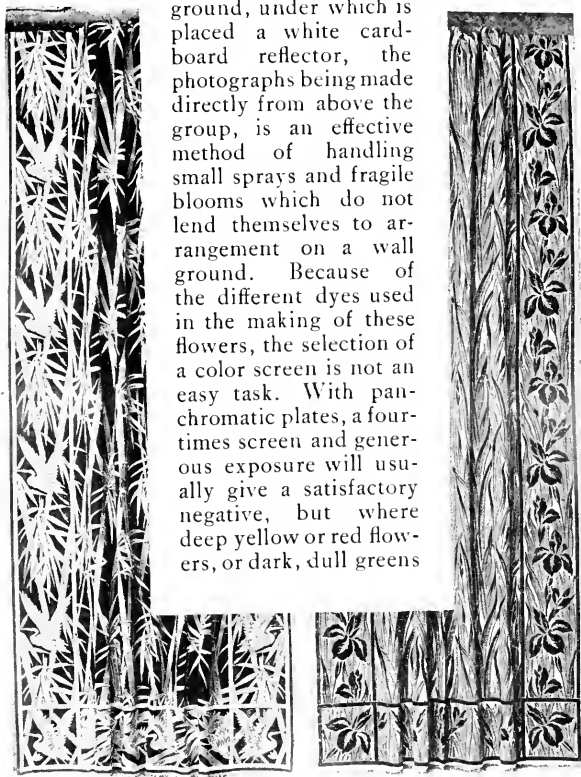 ground, under which is
placed a white card-
board reflector, the
photographs being made
directly from above the
group, is an effective
method of handling
small sprays and fragile
blooms which do not
lend themselves to ar-
rangement on a wall
ground. Because of
the different dyes used
in the making of these
flowers, the selection of
a color screen is not an
easy task. With pan-
chromatic plates, a four-
times screen and gener-
ous exposure will usu-
ally give a satisfactory
negative, but where
deep yellow or red flow-
ers, or dark, dull greens